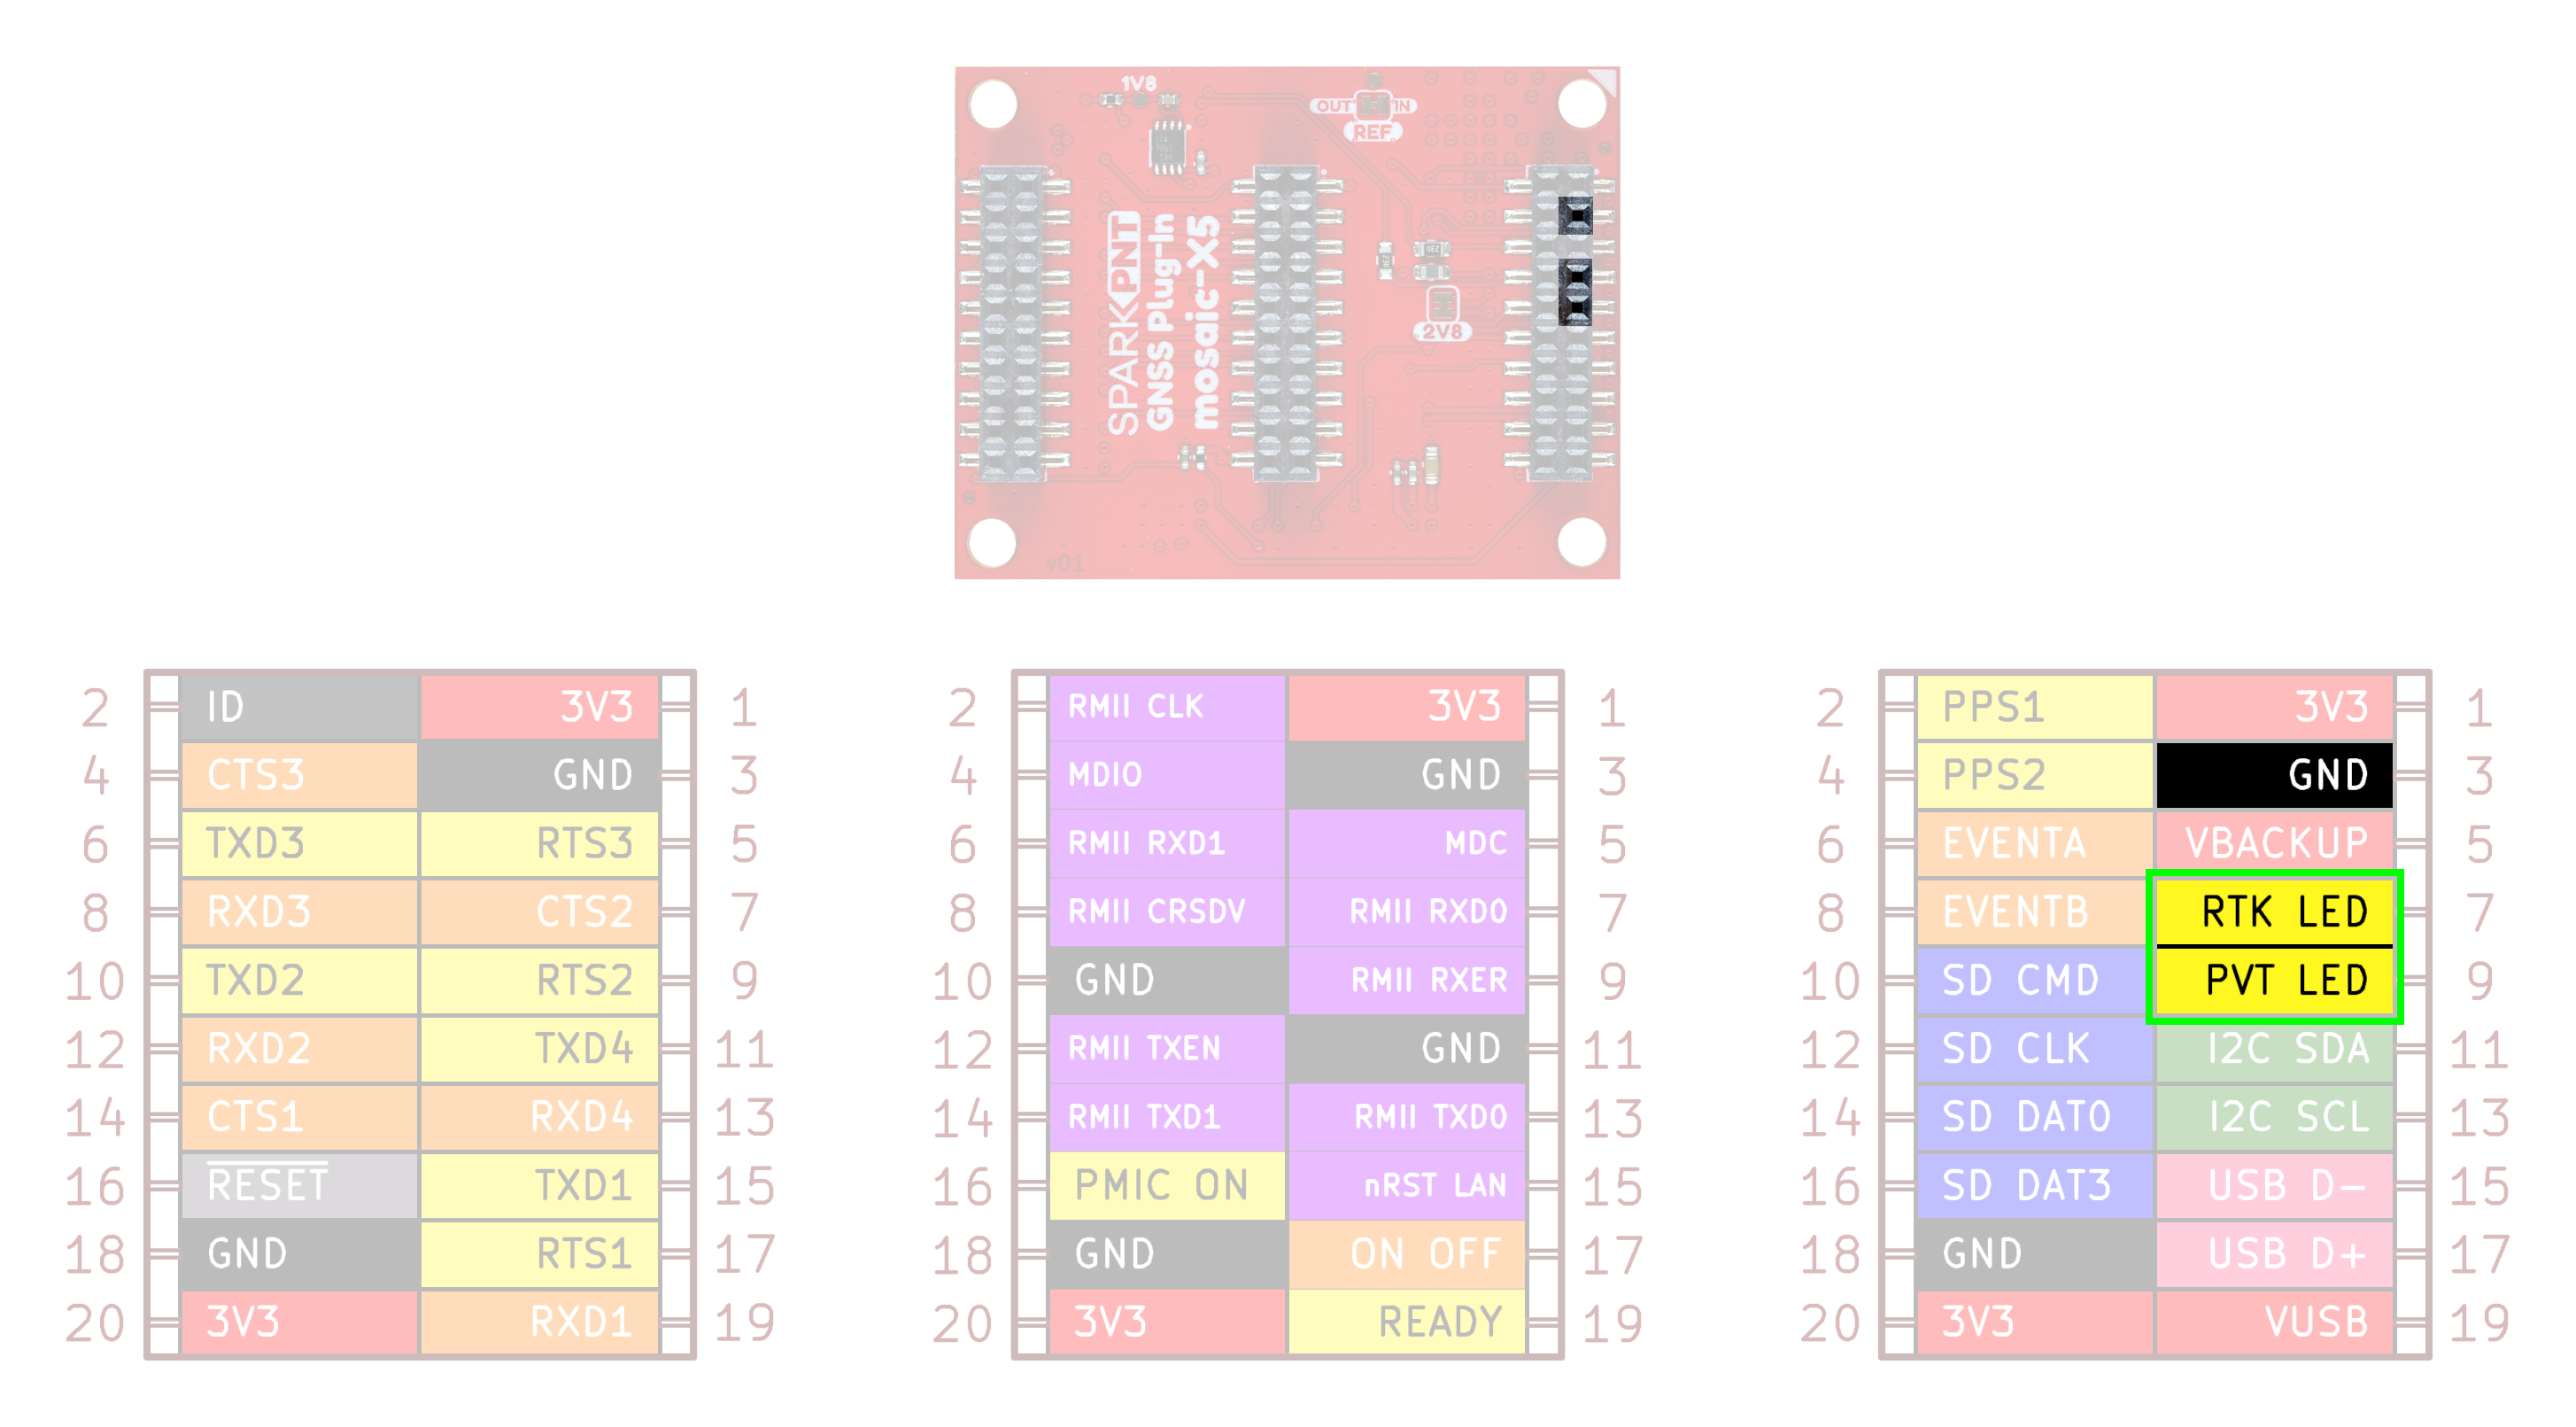 1V8
OUT IN
REF
SPARKPNT
GNSS Plug-In
mosaic-X5
2V8
v01
2 ID 3V3 1
4 CTS3 GND 3
6 TXD3 RTS3 5
8 RXD3 CTS2 7
10 TXD2 RTS2 9
12 RXD2 TXD4 11
14 CTS1 RXD4 13
16 RESET TXD1 15
18 GND RTS1 17
20 3V3 RXD1 19
2 RMII CLK 3V3 1
4 MDIO GND 3
6 RMII RXD1 MDC 5
8 RMII CRSDV RMII RXD0 7
10 GND RMII RXER 9
12 RMII TXEN GND 11
14 RMII TXD1 RMII TXD0 13
16 PMIC ON nRST LAN 15
18 GND ON OFF 17
20 3V3 READY 19
2 PPS1 3V3 1
4 PPS2 GND 3
6 EVENTA VBACKUP 5
8 EVENTB RTK LED 7
10 SD CMD PVT LED 9
12 SD CLK I2C SDA 11
14 SD DAT0 I2C SCL 13
16 SD DAT3 USB D- 15
18 GND USB D+ 17
20 3V3 VUSB 19